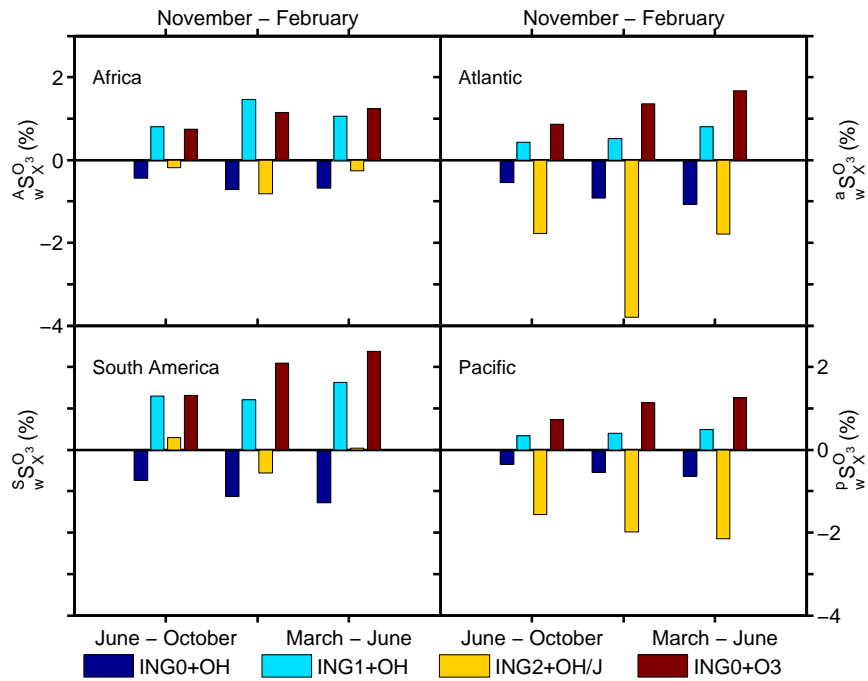 November – February
November – February
2
0
−2
−4
Africa
Atlantic
A S O3 w X (%)
a S O3 w X (%)
South America
Pacific
S S O3 w X (%)
p S O3 w X (%)
2
0
−2
−4
June – October
March – June
June – October
March – June
ING0+OH
ING1+OH
ING2+OH/J
ING0+O3